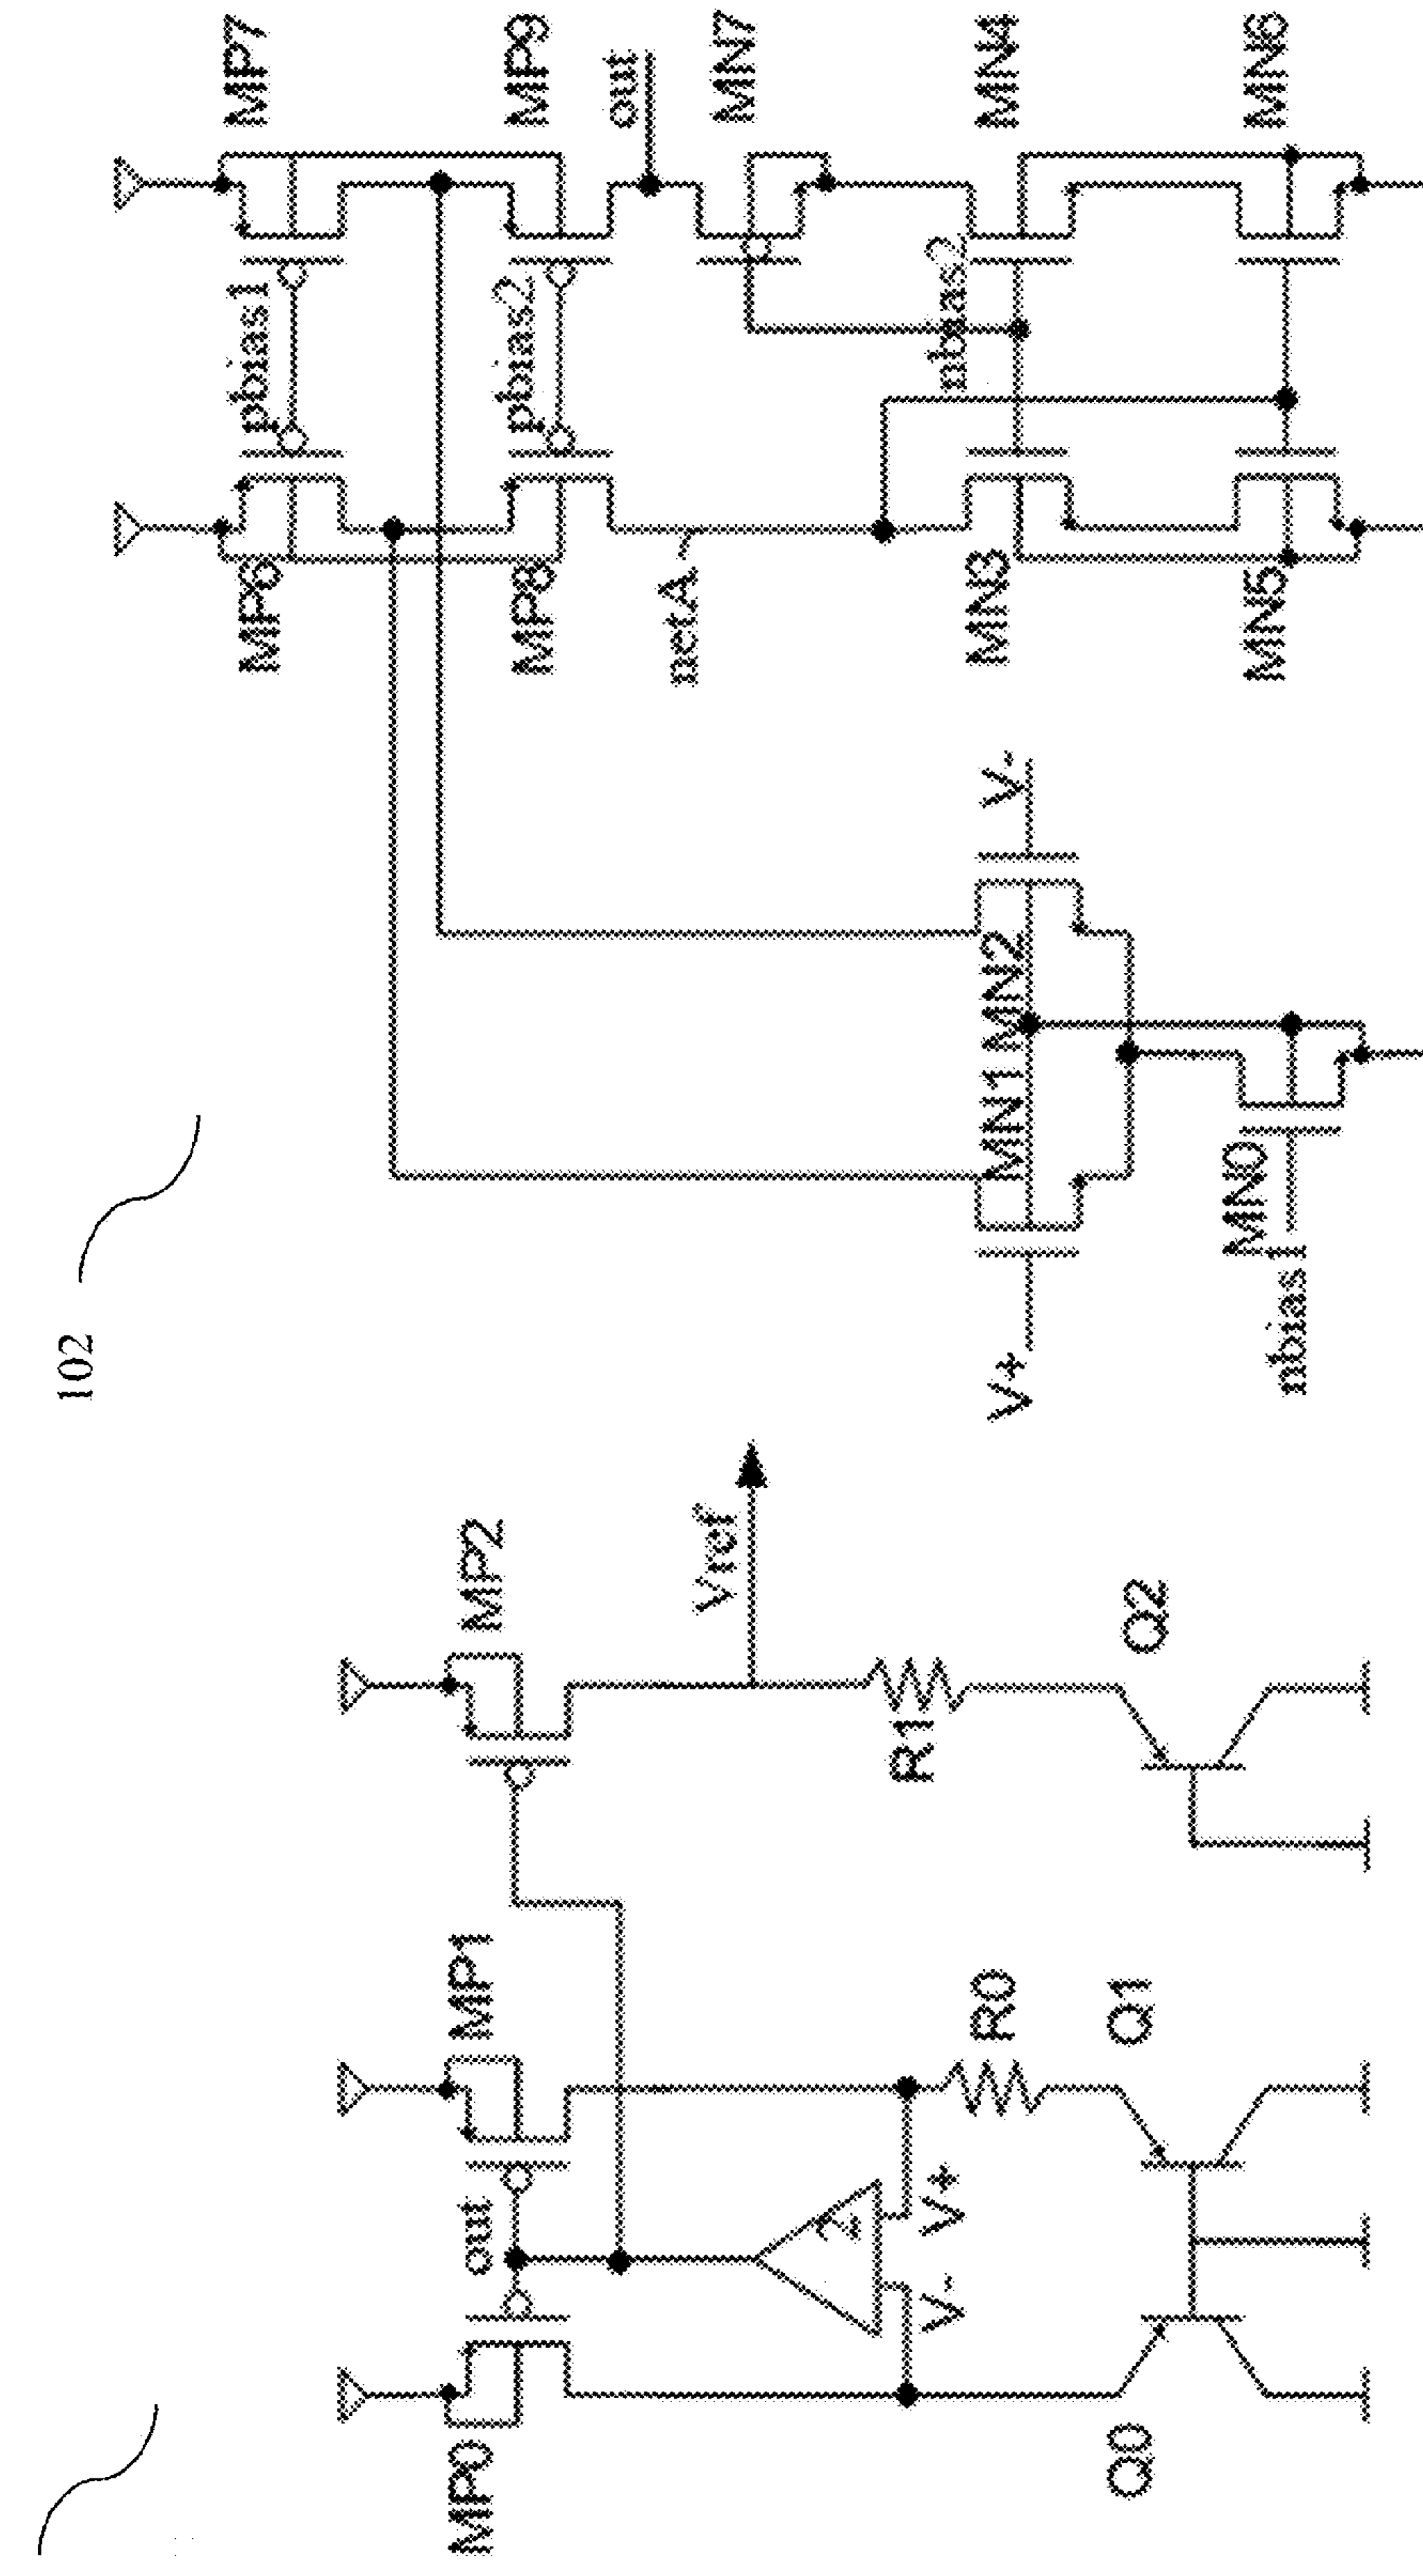 102
MP0
out
MP1
MP2
V-
V+
2
Vref
R0
R1
Q0
Q1
Q2
MP6
pbias1
MP7
MP8
pbias2
MP9
netA
out
MN7
V+
MN1
MN2
V-
MN3
nbias2
MN4
nbias1
MN0
MN5
MN6